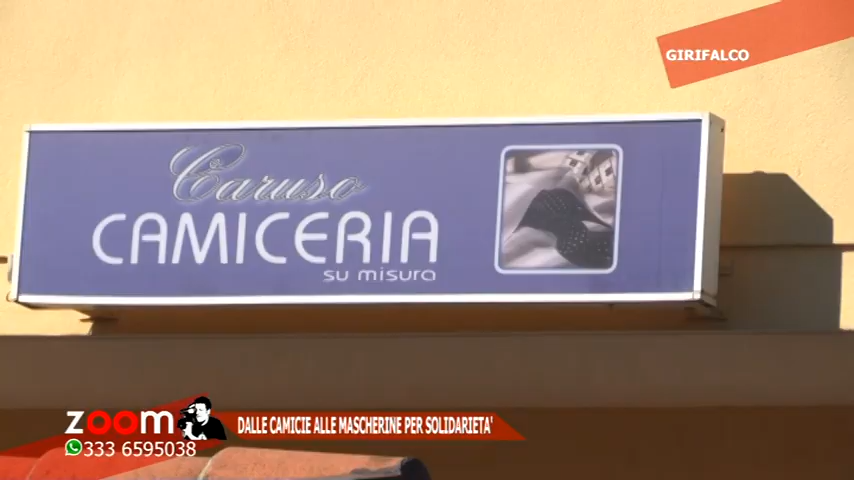 GIRIFALCO
Caruso
CAMICERIA
su misura
zoom
DALLE CAMICIE ALLE MASCHERINE PER SOLIDARIETA'
333 6595038